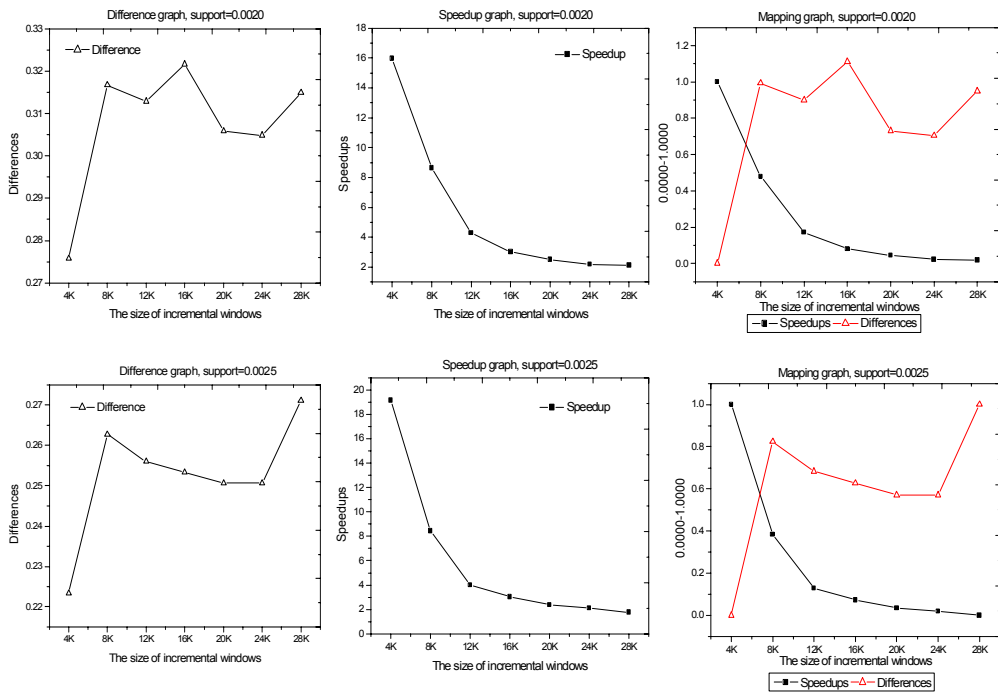 Difference graph, support=0.0020
0.33
0.32
0.31
0.30
0.29
0.28
0.27
Differences
Difference
4K 8K 12K 16K 20K 24K 28K
The size of incremental windows
Speedup graph, support=0.0020
18
16
14
12
10
8
6
4
2
Speedups
Speedup
4K 8K 12K 16K 20K 24K 28K
The size of incremental windows
Mapping graph, support=0.0020
1.2
1.0
0.8
0.6
0.4
0.2
0.0
0.0000-1.0000
4K 8K 12K 16K 20K 24K 28K
The size of incremental windows
Speedups Differences
Difference graph, support=0.0025
0.27
0.26
0.25
0.24
0.23
0.22
Differences
Difference
4K 8K 12K 16K 20K 24K 28K
The size of incremental windows
Speedup graph, support=0.0025
20
18
16
14
12
10
8
6
4
2
0
Speedups
Speedup
4K 8K 12K 16K 20K 24K 28K
The size of incremental windows
Mapping graph, support=0.0025
1.0
0.8
0.6
0.4
0.2
0.0
0.0000-1.0000
4K 8K 12K 16K 20K 24K 28K
The size of incremental windows
Speedups Differences